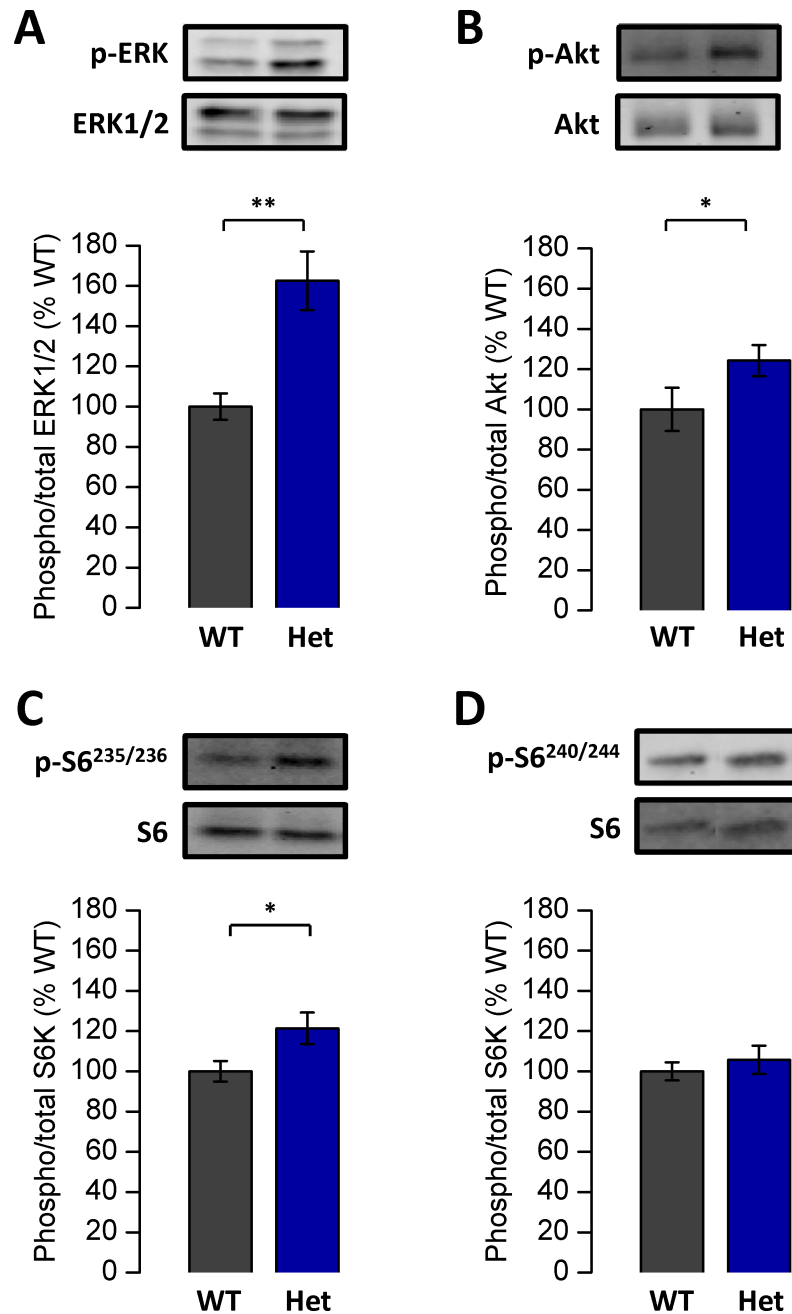 A
p-ERK
ERK1/2
**
Phospho/total ERK1/2 (% WT)
180
160
140
120
100
80
60
40
20
0
WT Het
B
p-Akt
Akt
*
Phospho/total Akt (% WT)
180
160
140
120
100
80
60
40
20
0
WT Het
C
p-S6²³⁵/²³⁶
S6
*
Phospho/total S6K (% WT)
180
160
140
120
100
80
60
40
20
0
WT Het
D
p-S6²⁴⁰/²⁴⁴
S6
Phospho/total S6K (% WT)
180
160
140
120
100
80
60
40
20
0
WT Het